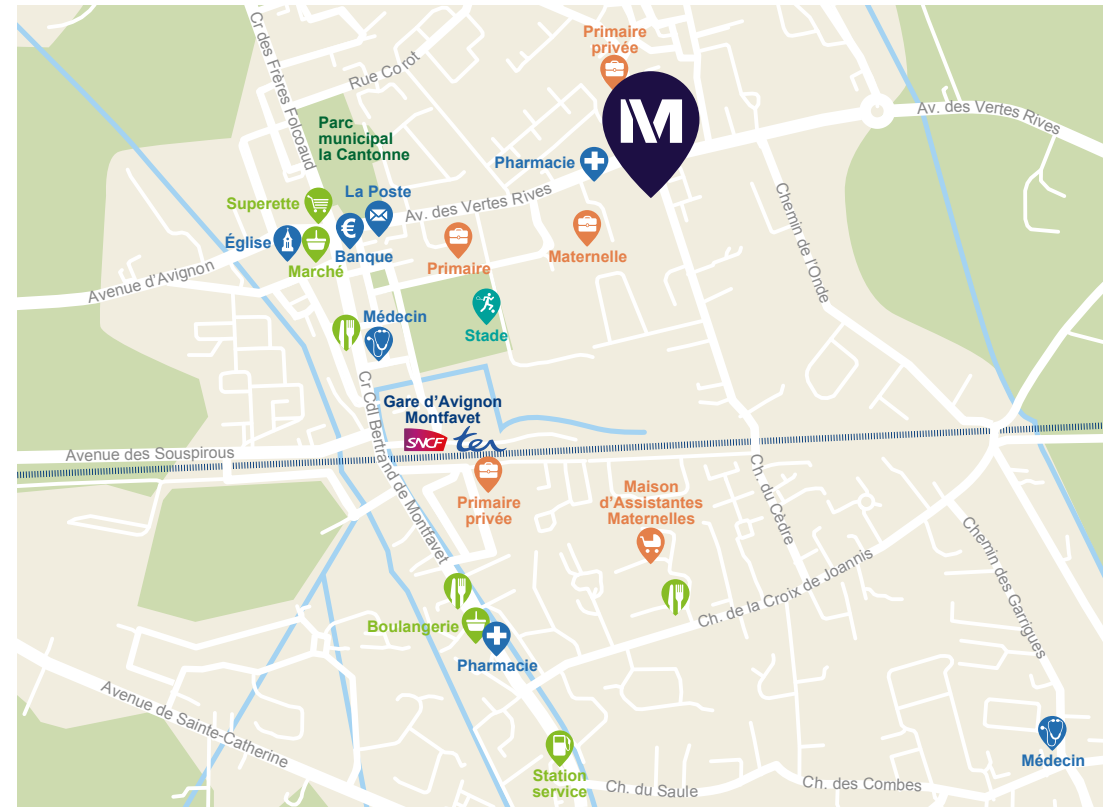 Primaire
privée
Cr des Frères Folcoaud
Rue Corot
Av. des Vertes Rives
M
Parc
municipal
la Cantonne
Pharmacie
La Poste
Superette
Av. des Vertes Rives
Chemin de l'Onde
€
Église
Banque
Marché
Primaire
Maternelle
Avenue d'Avignon
Médecin
Stade
Cr Cdl Bertrand de Montfavet
Gare d'Avignon
Montfavet
SNCF ter
Avenue des Souspirous
Primaire
privée
Maison
d'Assistantes
Maternelles
Ch. du Cèdre
Chemin des Garrigues
Ch. de la Croix de Joannis
Boulangerie
Pharmacie
Avenue de Sainte-Catherine
Médecin
Station
service
Ch. du Saule
Ch. des Combes